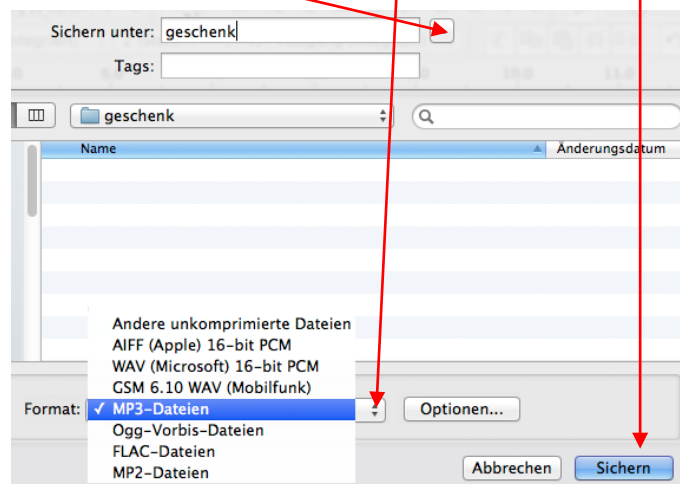 Sichern unter: geschenk
Tags:
geschenk
Name Änderungsdatum
Andere unkomprimierte Dateien
AIFF (Apple) 16-bit PCM
WAV (Microsoft) 16-bit PCM
GSM 6.10 WAV (Mobilfunk)
Format: ✓ MP3-Dateien Optionen...
Ogg-Vorbis-Dateien
FLAC-Dateien
MP2-Dateien
Abbrechen Sichern